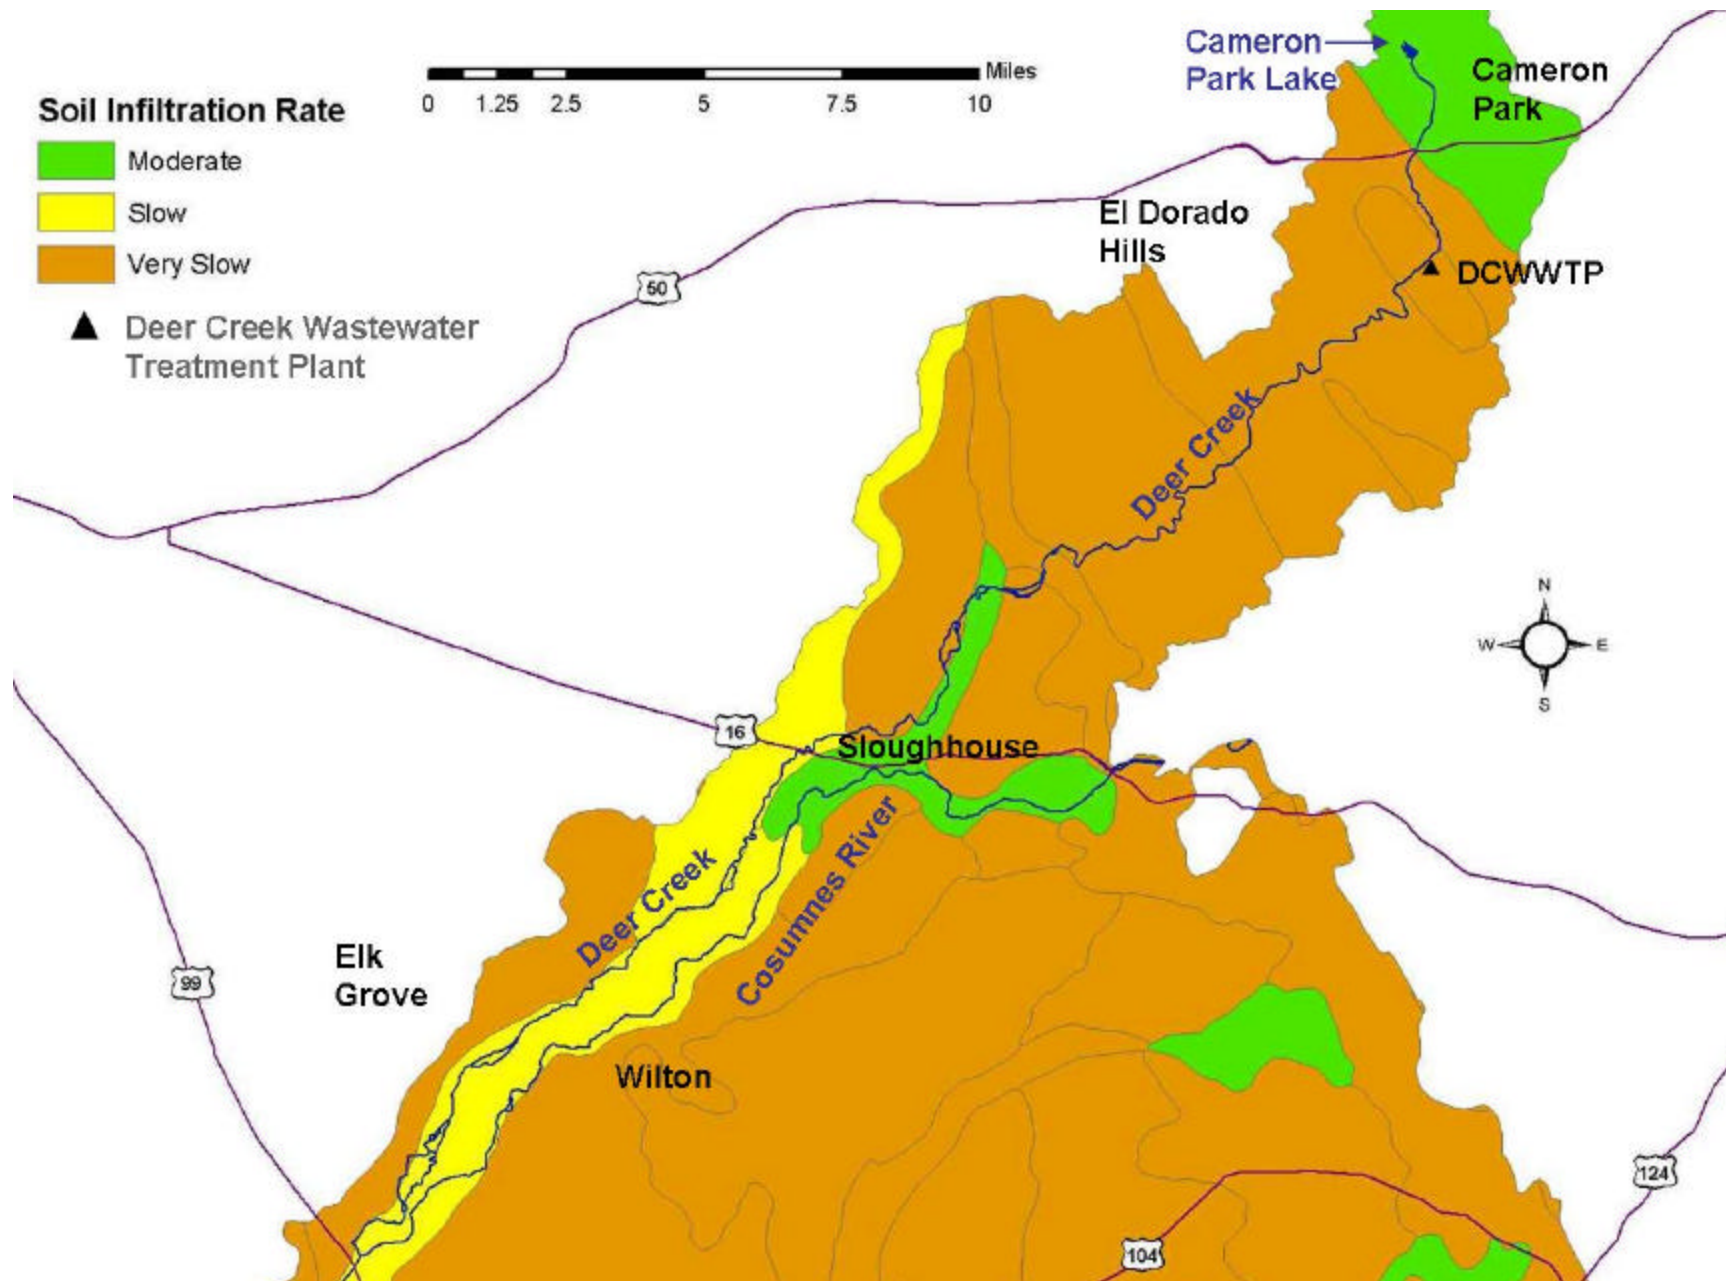 Soil Infiltration Rate
Moderate
Slow
Very Slow
Deer Creek Wastewater
Treatment Plant
Miles
0 1.25 2.5 5 7.5 10
Cameron
Park Lake
Cameron
Park
El Dorado
Hills
50
DCWWTP
Deer Creek
N
W E
S
16
Sloughhouse
Deer Creek
Cosumnes River
Elk
Grove
99
Wilton
124
104